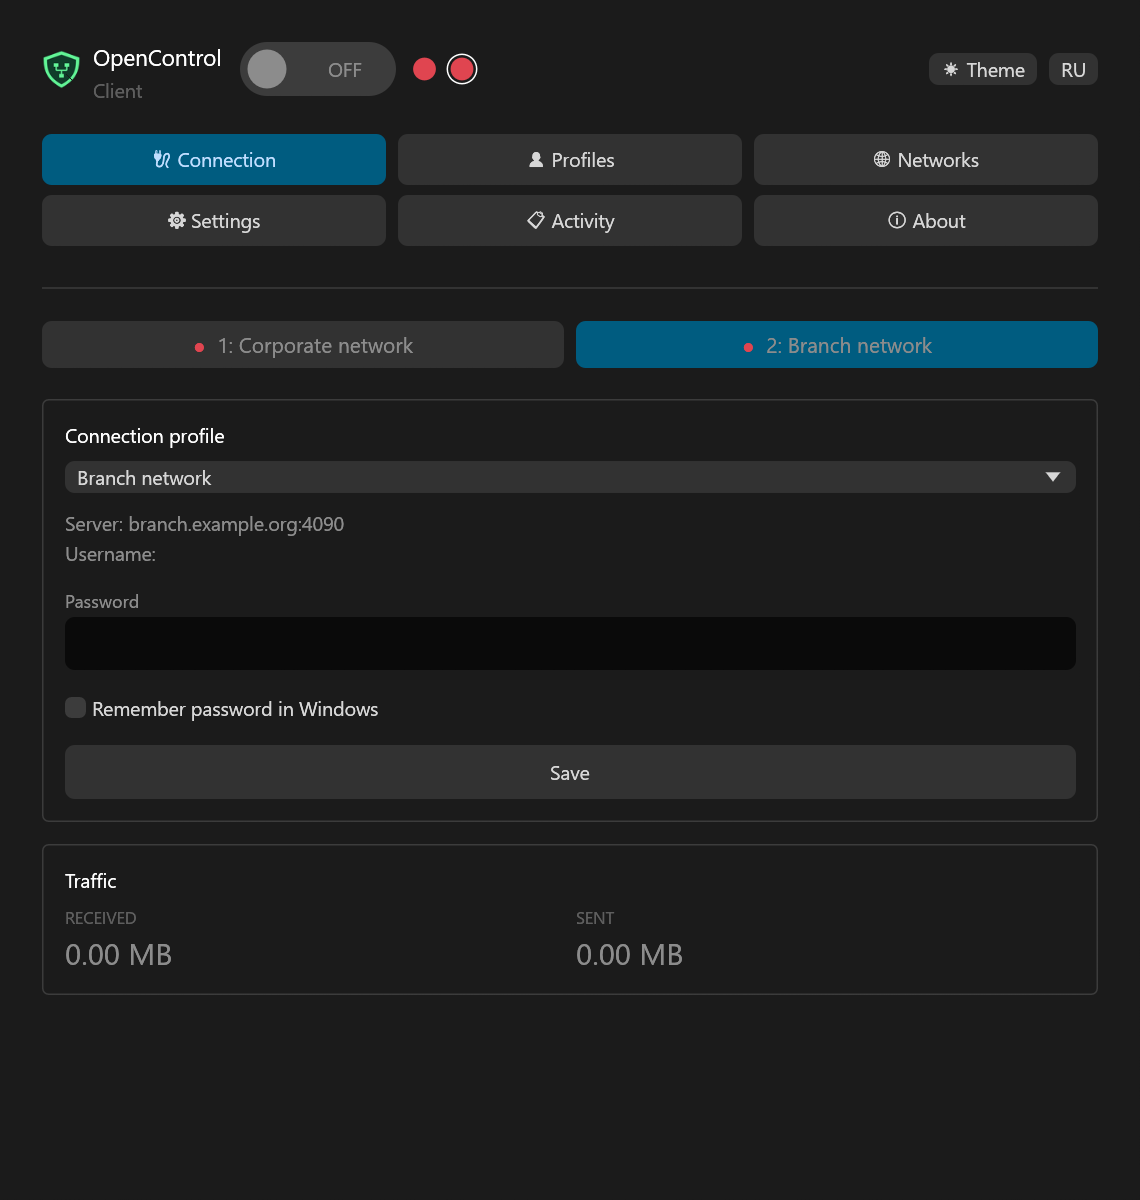 OpenControl
Client
OFF
Theme
RU
Connection
Profiles
Networks
Settings
Activity
About
1: Corporate network
2: Branch network
Connection profile
Branch network
Server: branch.example.org:4090
Username:
Password
Remember password in Windows
Save
Traffic
RECEIVED
SENT
0.00 MB
0.00 MB